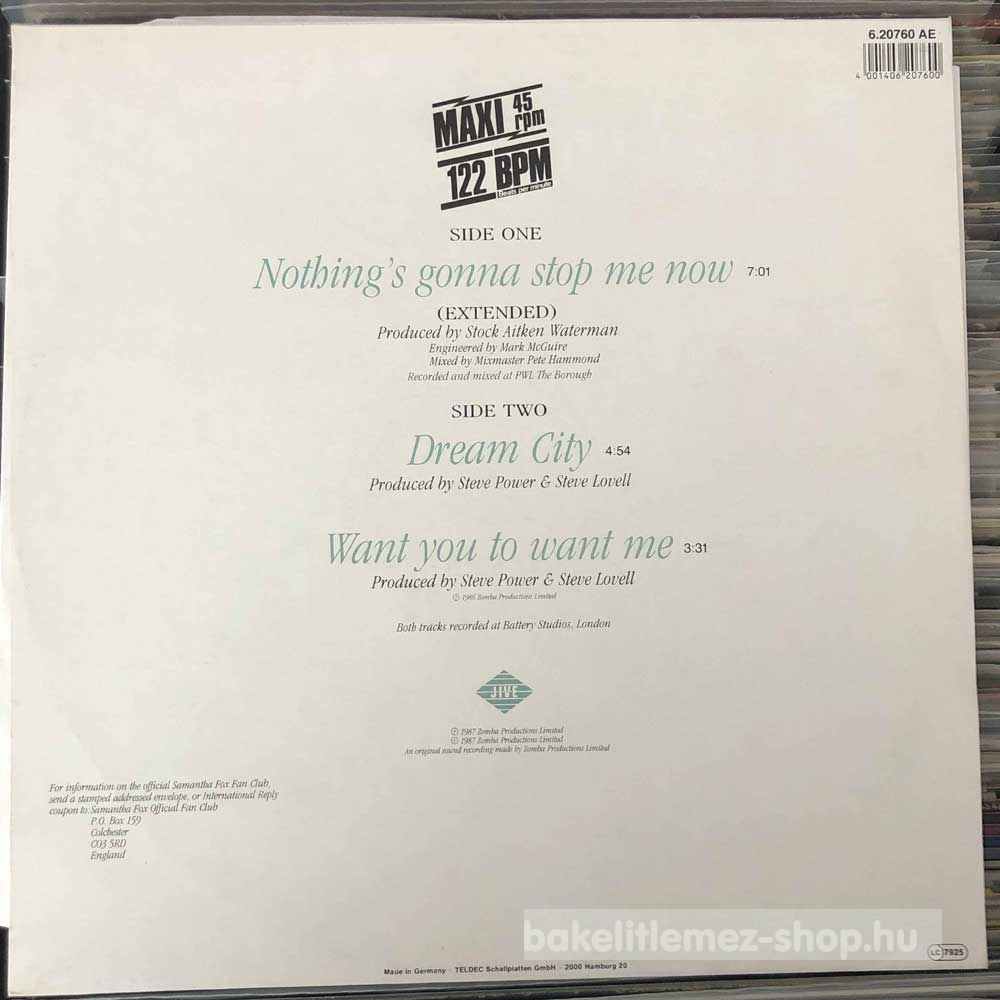 6.20760 AE
4 001406 207600
MAXI 45 rpm
122 BPM
beats per minute
SIDE ONE
Nothing's gonna stop me now 7:01
(EXTENDED)
Produced by Stock Aitken Waterman
Engineered by Mark McGuire
Mixed by Mixmaster Pete Hammond
Recorded and mixed at PWL The Borough
SIDE TWO
Dream City 4:54
Produced by Steve Power & Steve Lovell
Want you to want me 3:31
Produced by Steve Power & Steve Lovell
℗ 1986 Zomba Productions Limited
Both tracks recorded at Battery Studios, London
JIVE
℗ 1987 Zomba Productions Limited
© 1987 Zomba Productions Limited
An original sound recording made by Zomba Productions Limited
For information on the official Samantha Fox Fan Club,
send a stamped addressed envelope, or International Reply
coupon to: Samantha Fox Official Fan Club
P.O. Box 159
Colchester
CO3 5RD
England
bakelitlemez-shop.hu
LC 7925
Made in Germany · TELDEC Schallplatten GmbH · 2000 Hamburg 20